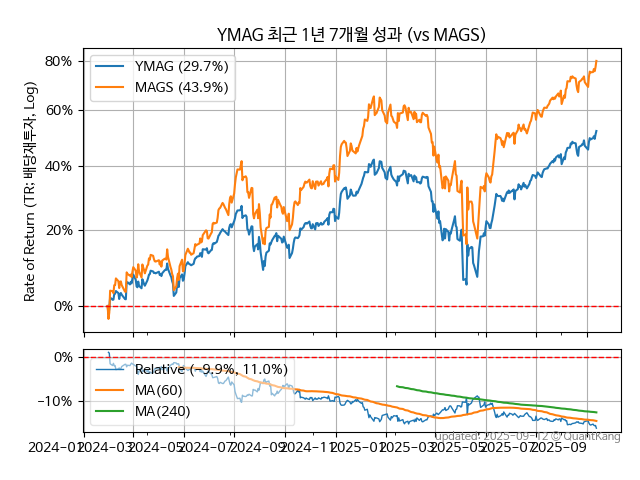 YMAG 최근 1년 7개월 성과 (vs MAGS)
YMAG (29.7%)
MAGS (43.9%)
80%
60%
40%
20%
0%
Rate of Return (TR: 배당재투자, Log)
0%
−10%
Relative (−9.9%, 11.0%)
MA(60)
MA(240)
updated: 2025-09-12 © QuantKang
2024−01
2024−03
2024−05
2024−07
2024−09
2024−11
2025−01
2025−03
2025−05
2025−07
2025−09